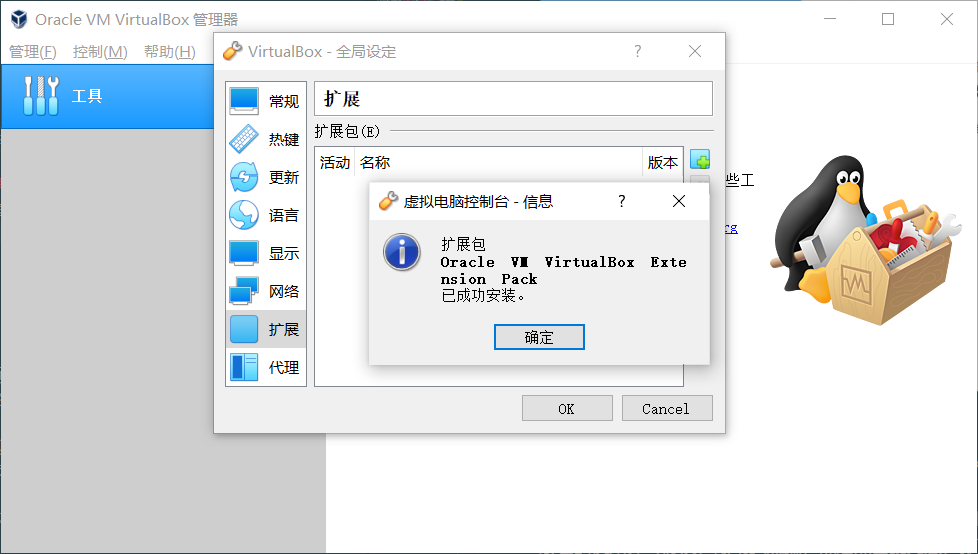 Oracle VM VirtualBox 管理器
管理(F) 控制(M) 帮助(H)
工具
VirtualBox - 全局设定
?
常规
热键
更新
语言
显示
网络
扩展
代理
扩展
扩展包(E)
活动 名称 版本
些工
rg
虚拟电脑控制台 - 信息
?
扩展包
Oracle VM VirtualBox Exte
nsion Pack
已成功安装。
确定
OK Cancel